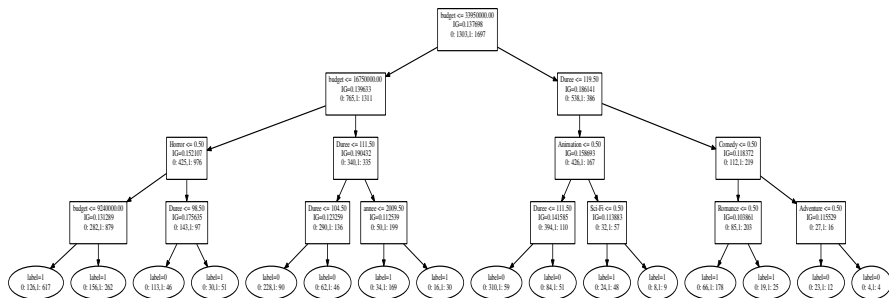 budget <= 33950000.00
IG=0.137698
0: 1303,1: 1697
budget <= 16750000.00
IG=0.139633
0: 765,1: 1311
Duree <= 119.50
IG=0.186141
0: 538,1: 386
Horror <= 0.50
IG=0.152107
0: 425,1: 976
Duree <= 111.50
IG=0.190432
0: 340,1: 335
Animation <= 0.50
IG=0.158693
0: 426,1: 167
Comedy <= 0.50
IG=0.118372
0: 112,1: 219
budget <= 9240000.00
IG=0.131289
0: 282,1: 879
Duree <= 98.50
IG=0.175635
0: 143,1: 97
Duree <= 104.50
IG=0.123259
0: 290,1: 136
annee <= 2009.50
IG=0.112539
0: 50,1: 199
Duree <= 111.50
IG=0.141585
0: 394,1: 110
Sci-Fi <= 0.50
IG=0.113883
0: 32,1: 57
Romance <= 0.50
IG=0.103861
0: 85,1: 203
Adventure <= 0.50
IG=0.115529
0: 27,1: 16
label=1
0: 126,1: 617
label=1
0: 156,1: 262
label=0
0: 113,1: 46
label=1
0: 30,1: 51
label=0
0: 228,1: 90
label=0
0: 62,1: 46
label=1
0: 34,1: 169
label=1
0: 16,1: 30
label=0
0: 310,1: 59
label=0
0: 84,1: 51
label=1
0: 24,1: 48
label=1
0: 8,1: 9
label=1
0: 66,1: 178
label=1
0: 19,1: 25
label=0
0: 23,1: 12
label=0
0: 4,1: 4